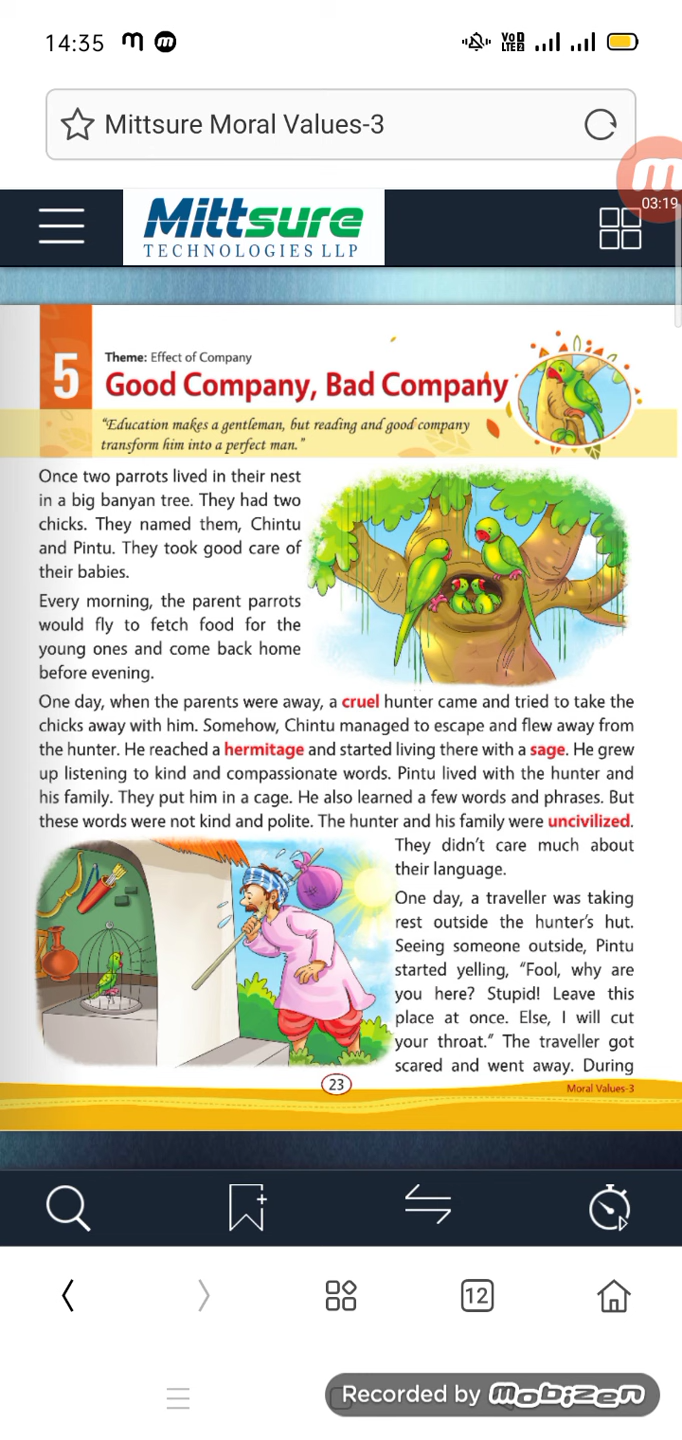 14:35
VoD
LTE2
Mittsure Moral Values-3
03:19
Mittsure
TECHNOLOGIES LLP
5
Theme: Effect of Company
Good Company, Bad Company
“Education makes a gentleman, but reading and good company
transform him into a perfect man.”
Once two parrots lived in their nest
in a big banyan tree. They had two
chicks. They named them, Chintu
and Pintu. They took good care of
their babies.
Every morning, the parent parrots
would fly to fetch food for the
young ones and come back home
before evening.
One day, when the parents were away, a cruel hunter came and tried to take the
chicks away with him. Somehow, Chintu managed to escape and flew away from
the hunter. He reached a hermitage and started living there with a sage. He grew
up listening to kind and compassionate words. Pintu lived with the hunter and
his family. They put him in a cage. He also learned a few words and phrases. But
these words were not kind and polite. The hunter and his family were uncivilized.
They didn’t care much about
their language.
One day, a traveller was taking
rest outside the hunter’s hut.
Seeing someone outside, Pintu
started yelling, “Fool, why are
you here? Stupid! Leave this
place at once. Else, I will cut
your throat.” The traveller got
scared and went away. During
23
Moral Values-3
12
Recorded by mobizen